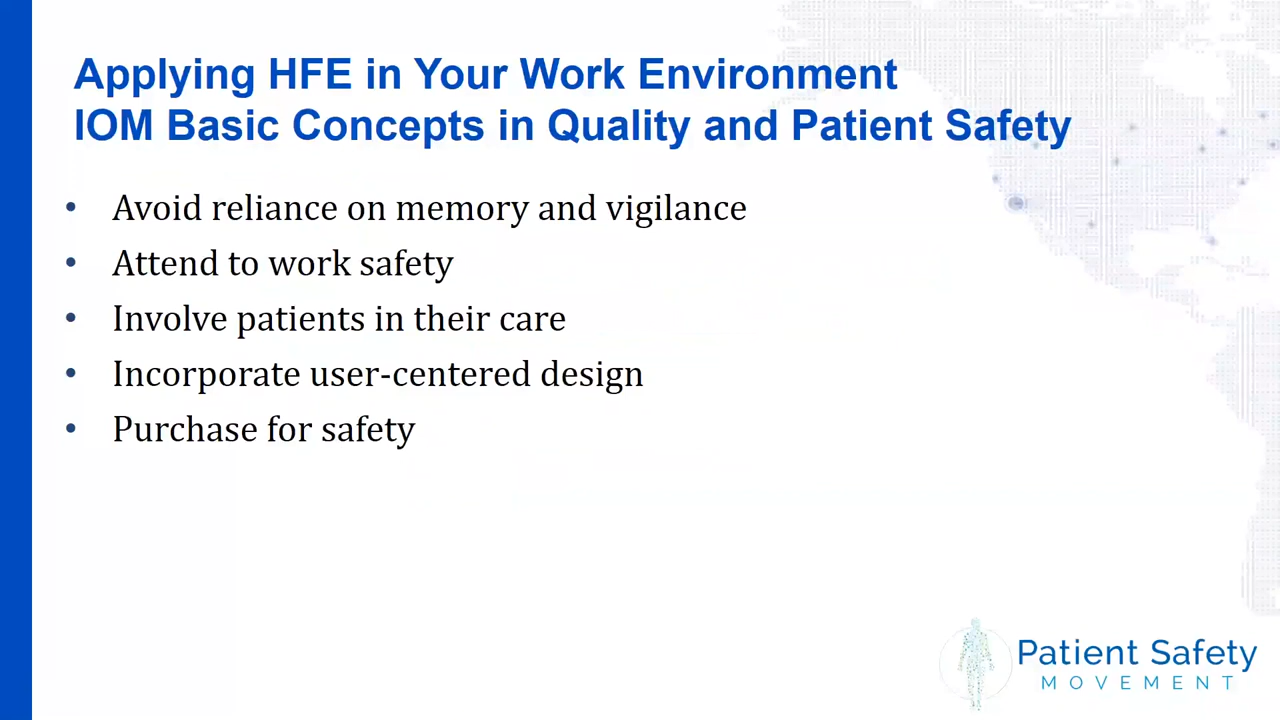 Applying HFE in Your Work Environment
IOM Basic Concepts in Quality and Patient Safety
• Avoid reliance on memory and vigilance
• Attend to work safety
• Involve patients in their care
• Incorporate user-centered design
• Purchase for safety
Patient Safety
MOVEMENT